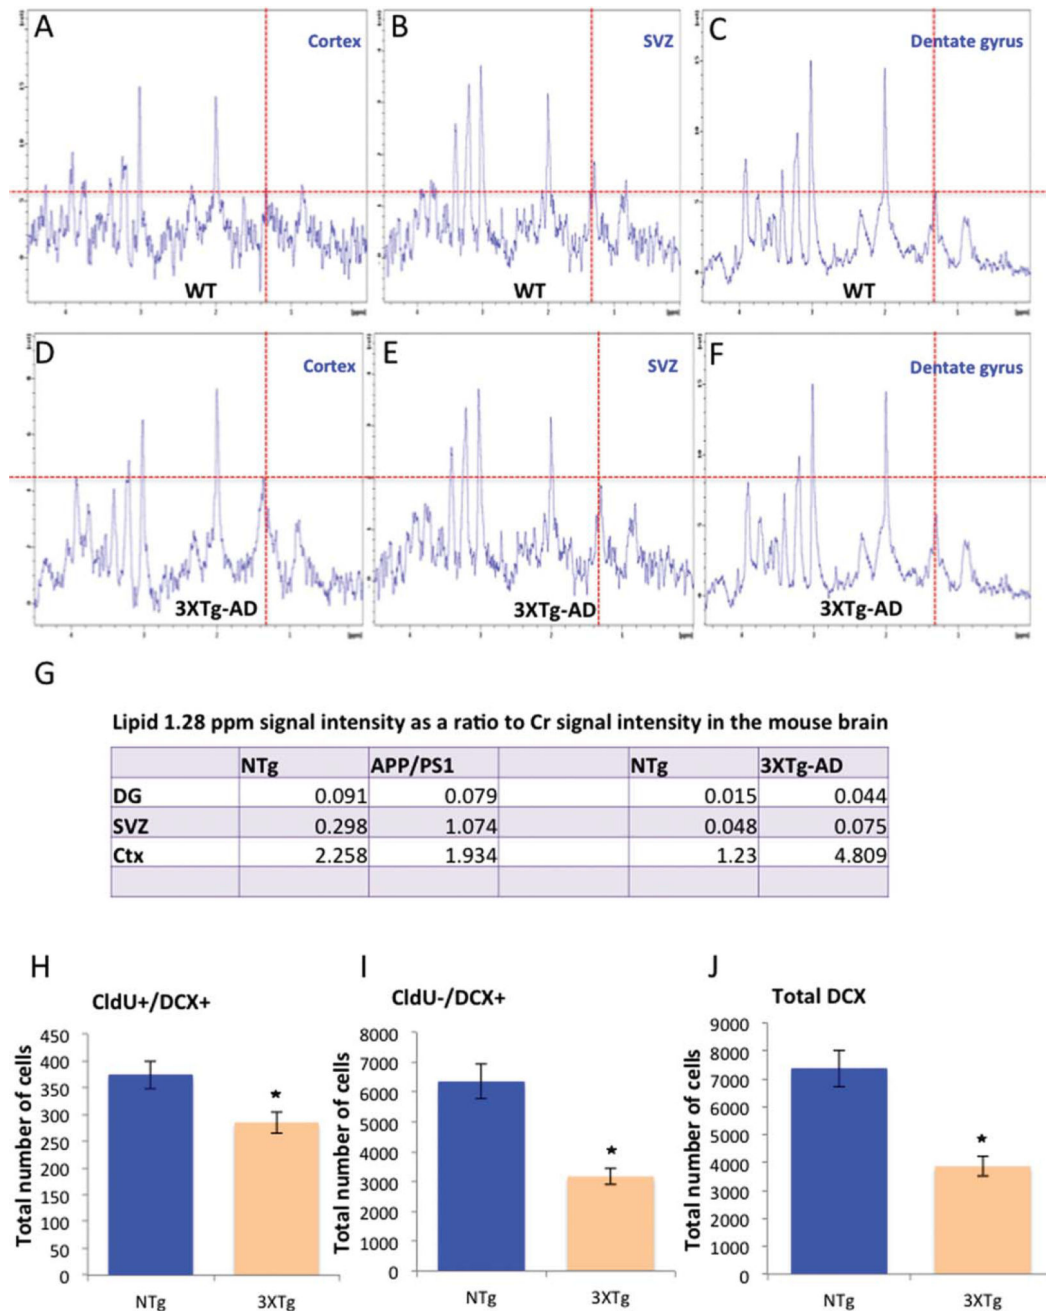 A
Cortex
WT
B
SVZ
WT
C
Dentate gyrus
WT
D
Cortex
3XTg-AD
E
SVZ
3XTg-AD
F
Dentate gyrus
3XTg-AD
G
Lipid 1.28 ppm signal intensity as a ratio to Cr signal intensity in the mouse brain
NTg APP/PS1 NTg 3XTg-AD
DG 0.091 0.079 0.015 0.044
SVZ 0.298 1.074 0.048 0.075
Ctx 2.258 1.934 1.23 4.809
H
CldU+/DCX+
Total number of cells
450
400
350
300
250
200
150
100
50
0
NTg 3XTg
*
I
CldU-/DCX+
Total number of cells
8000
7000
6000
5000
4000
3000
2000
1000
0
NTg 3XTg
*
J
Total DCX
Total number of cells
9000
8000
7000
6000
5000
4000
3000
2000
1000
0
NTg 3XTg
*